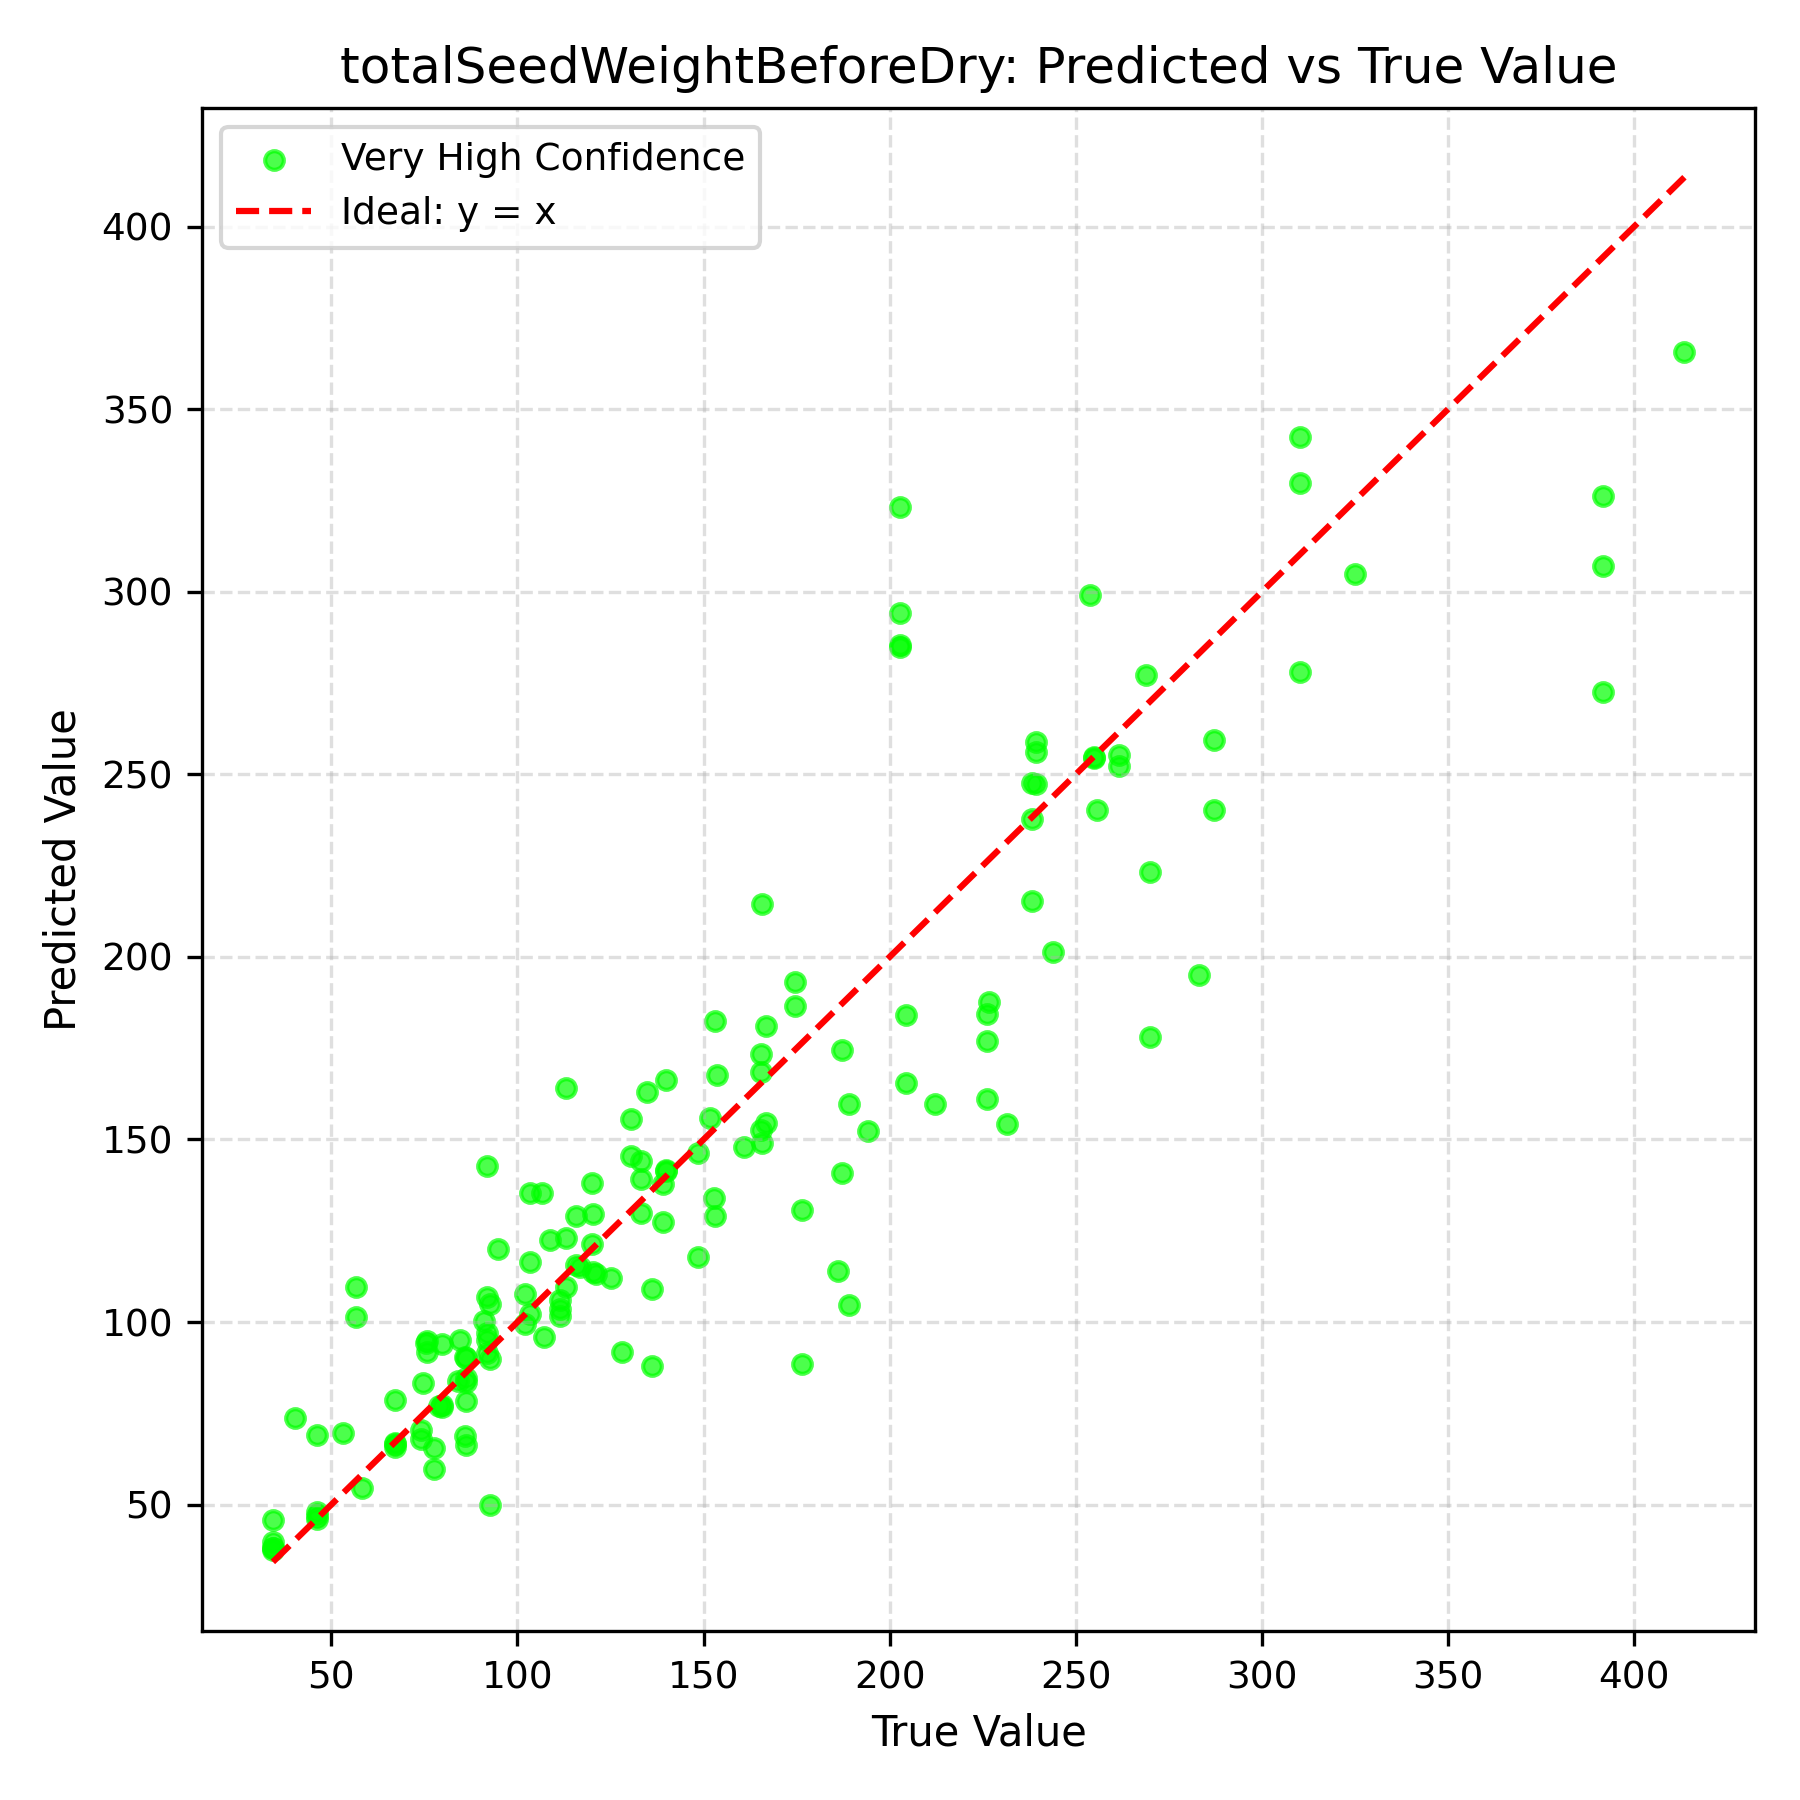 totalSeedWeightBeforeDry: Predicted vs True Value
Very High Confidence
Ideal: y = x
Predicted Value
400
350
300
250
200
150
100
50
50 100 150 200 250 300 350 400
True Value